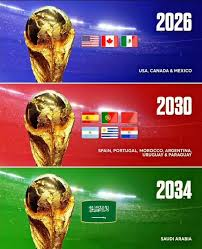 2026
USA, CANADA & MEXICO
2030
SPAIN, PORTUGAL, MOROCCO, ARGENTINA,
URUGUAY & PARAGUAY
2034
SAUDI ARABIA